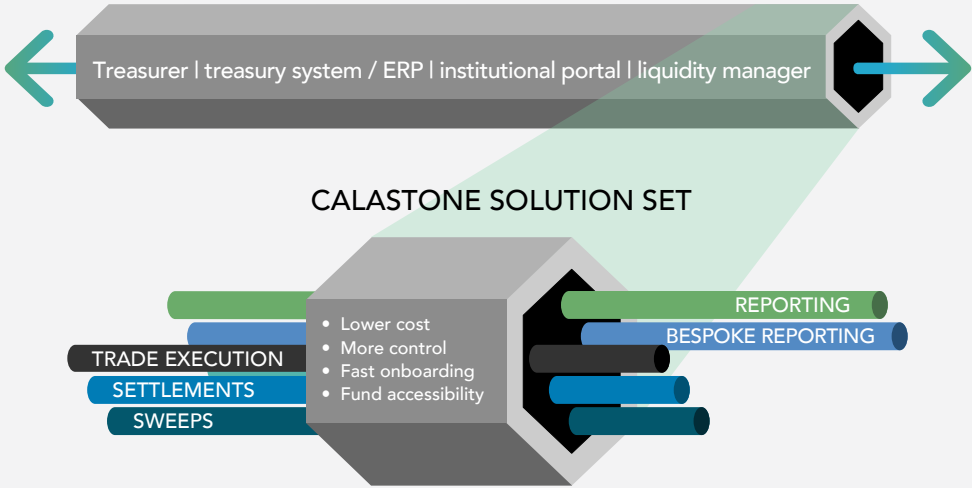 Treasurer | treasury system / ERP | institutional portal | liquidity manager
CALASTONE SOLUTION SET
REPORTING
BESPOKE REPORTING
TRADE EXECUTION
SETTLEMENTS
SWEEPS
• Lower cost
• More control
• Fast onboarding
• Fund accessibility